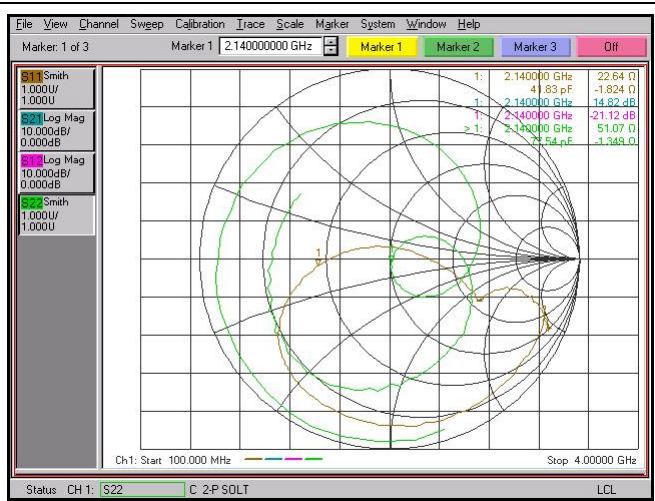 File View Channel Sweep Calibration Trace Scale Marker System Window Help
Marker: 1 of 3 Marker 1 2.140000000 GHz Marker 1 Marker 2 Marker 3 Off
S11 Smith
1.000U/
1.000U
S21 Log Mag
10.000dB/
0.000dB
S12 Log Mag
10.000dB/
0.000dB
S22 Smith
1.000U/
1.000U
1: 2.140000 GHz 22.64 Ω
41.83 pF -1.824 Ω
1: 2.140000 GHz 14.82 dB
1: 2.140000 GHz -21.12 dB
> 1: 2.140000 GHz 51.07 Ω
-1.349 Ω
1
Ch1: Start 100.000 MHz Stop 4.00000 GHz
Status CH 1: S22 C 2-P SOLT LCL